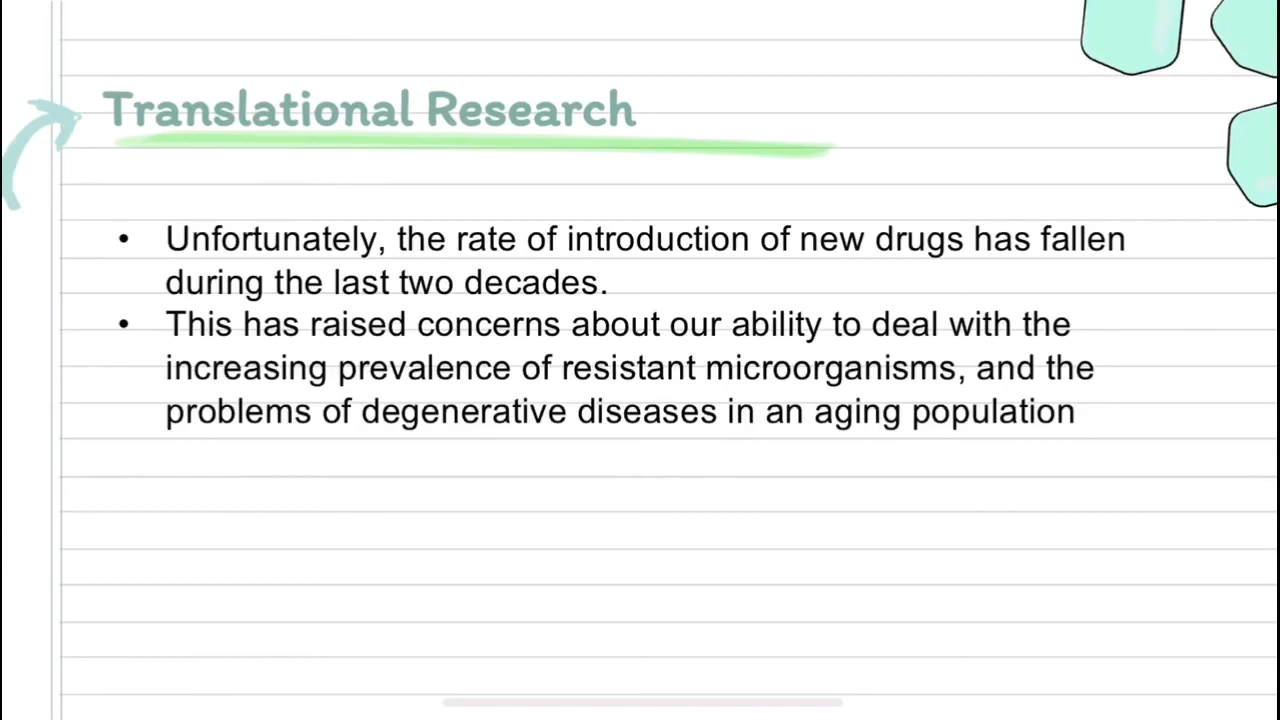 Translational Research
• Unfortunately, the rate of introduction of new drugs has fallen
during the last two decades.
• This has raised concerns about our ability to deal with the
increasing prevalence of resistant microorganisms, and the
problems of degenerative diseases in an aging population